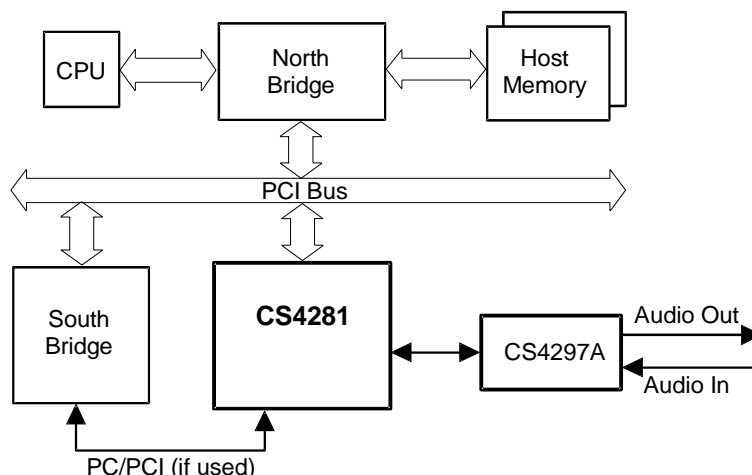 CPU
North
Bridge
Host
Memory
PCI Bus
South
Bridge
CS4281
CS4297A
Audio Out
Audio In
PC/PCI (if used)